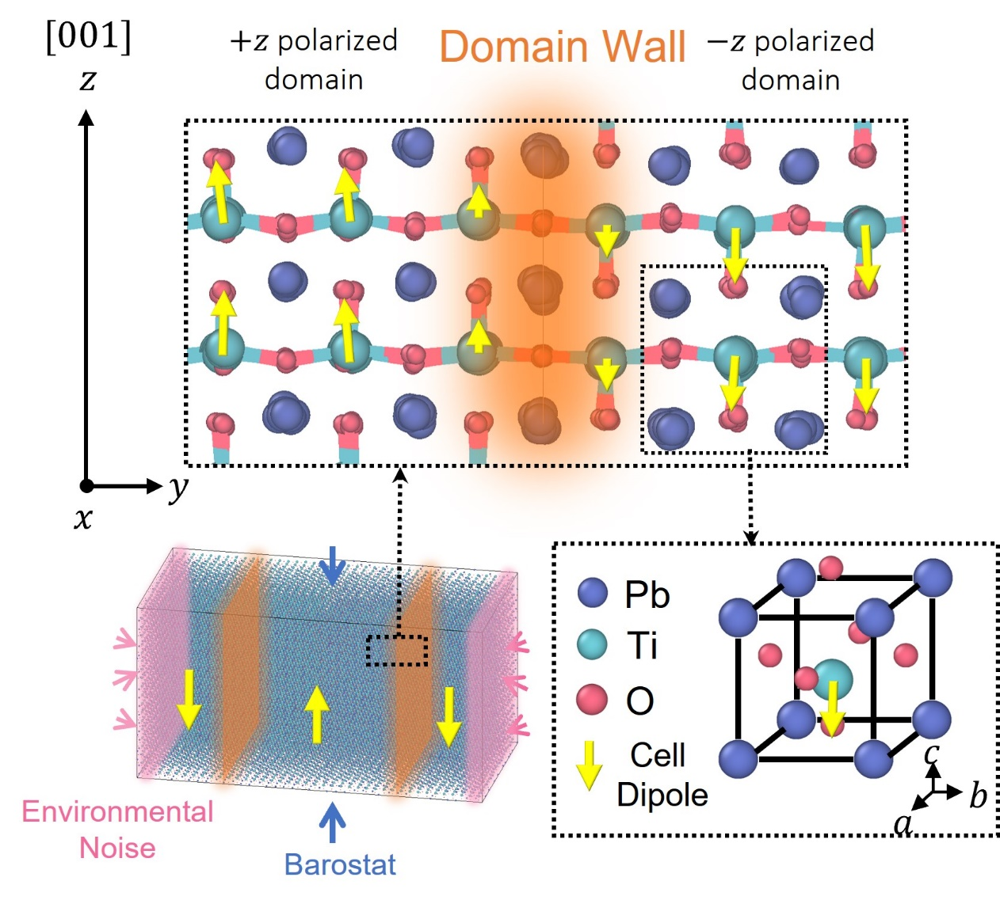 [001]
z
+z polarized
domain
Domain Wall
−z polarized
domain
y
x
Environmental
Noise
Barostat
Pb
Ti
O
Cell
Dipole
c
b
a